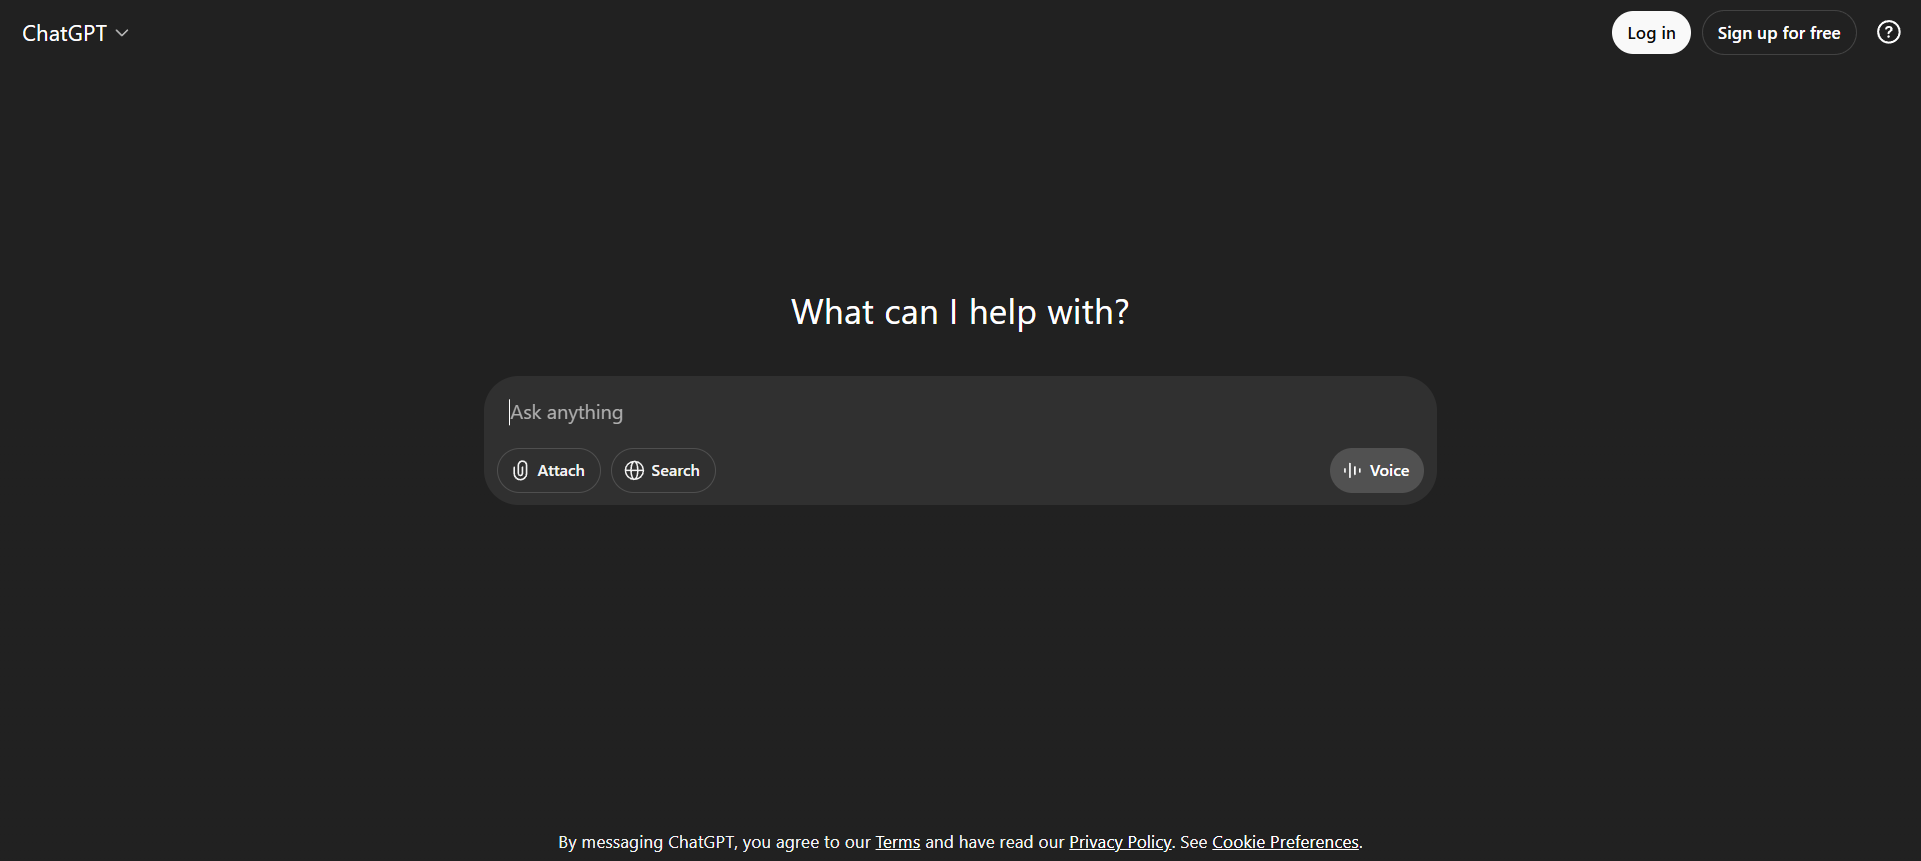 ChatGPT
Log in
Sign up for free
?
What can I help with?
Ask anything
Attach
Search
Voice
By messaging ChatGPT, you agree to our Terms and have read our Privacy Policy. See Cookie Preferences.